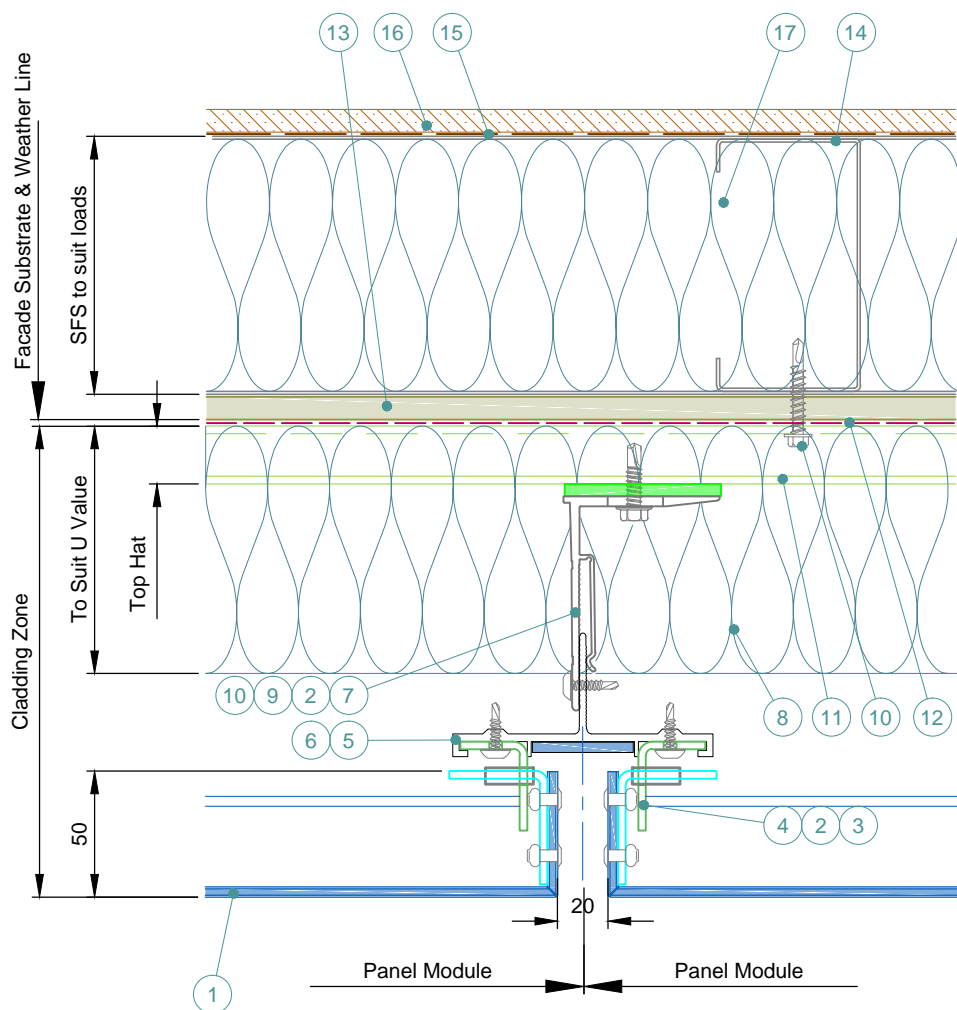 13 16 15 17 14
Facade Substrate & Weather Line
SFS to suit loads
Cladding Zone
To Suit U Value
Top Hat
10 9 2 7
8 11 10 12
6 5
4 2 3
50
20
1
Panel Module Panel Module